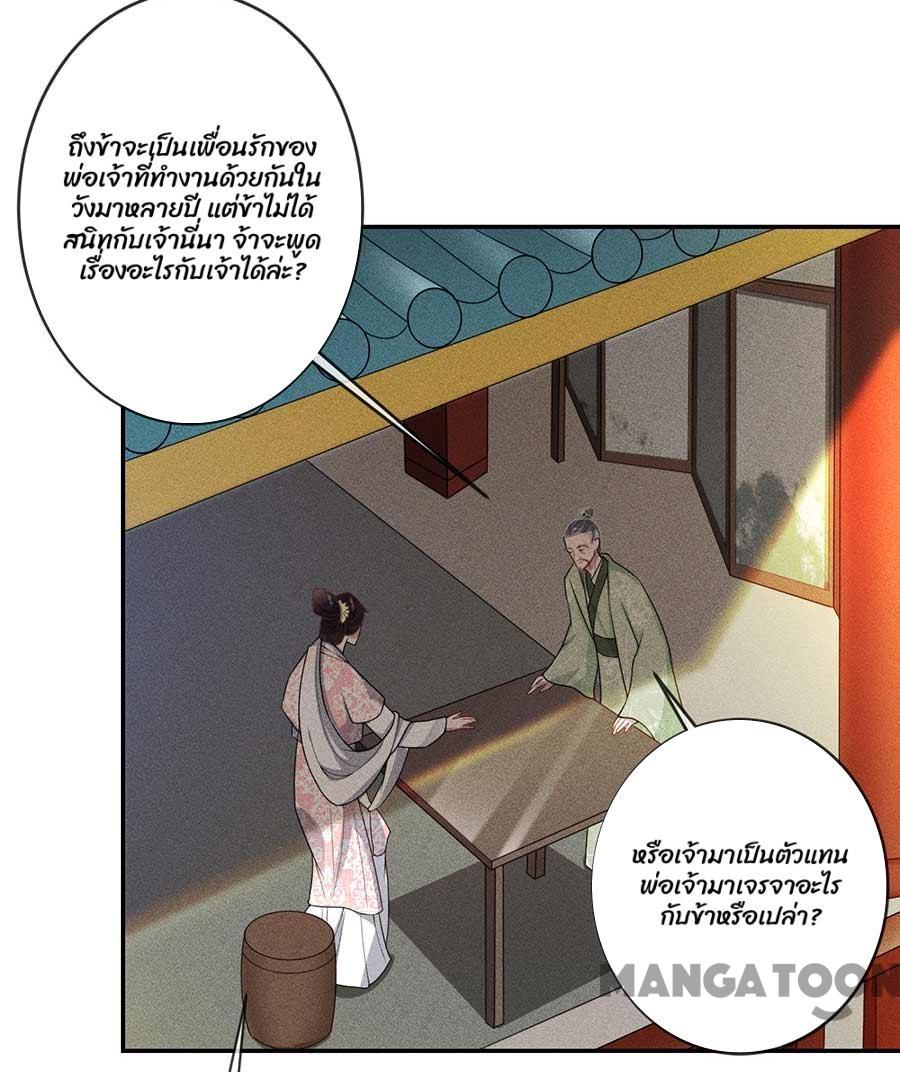 ถึงข้าจะเป็นเพื่อนรักของ
พ่อเจ้าที่ทำงานด้วยกันใน
วังมาหลายปี แต่ข้าไม่ได้
สนิทกับเจ้านี่นา จ้าจะพูด
เรื่องอะไรกับเจ้าได้ล่ะ?
หรือเจ้ามาเป็นตัวแทน
พ่อเจ้ามาเจรจาอะไร
กับข้าหรือเปล่า?
MANGATOON